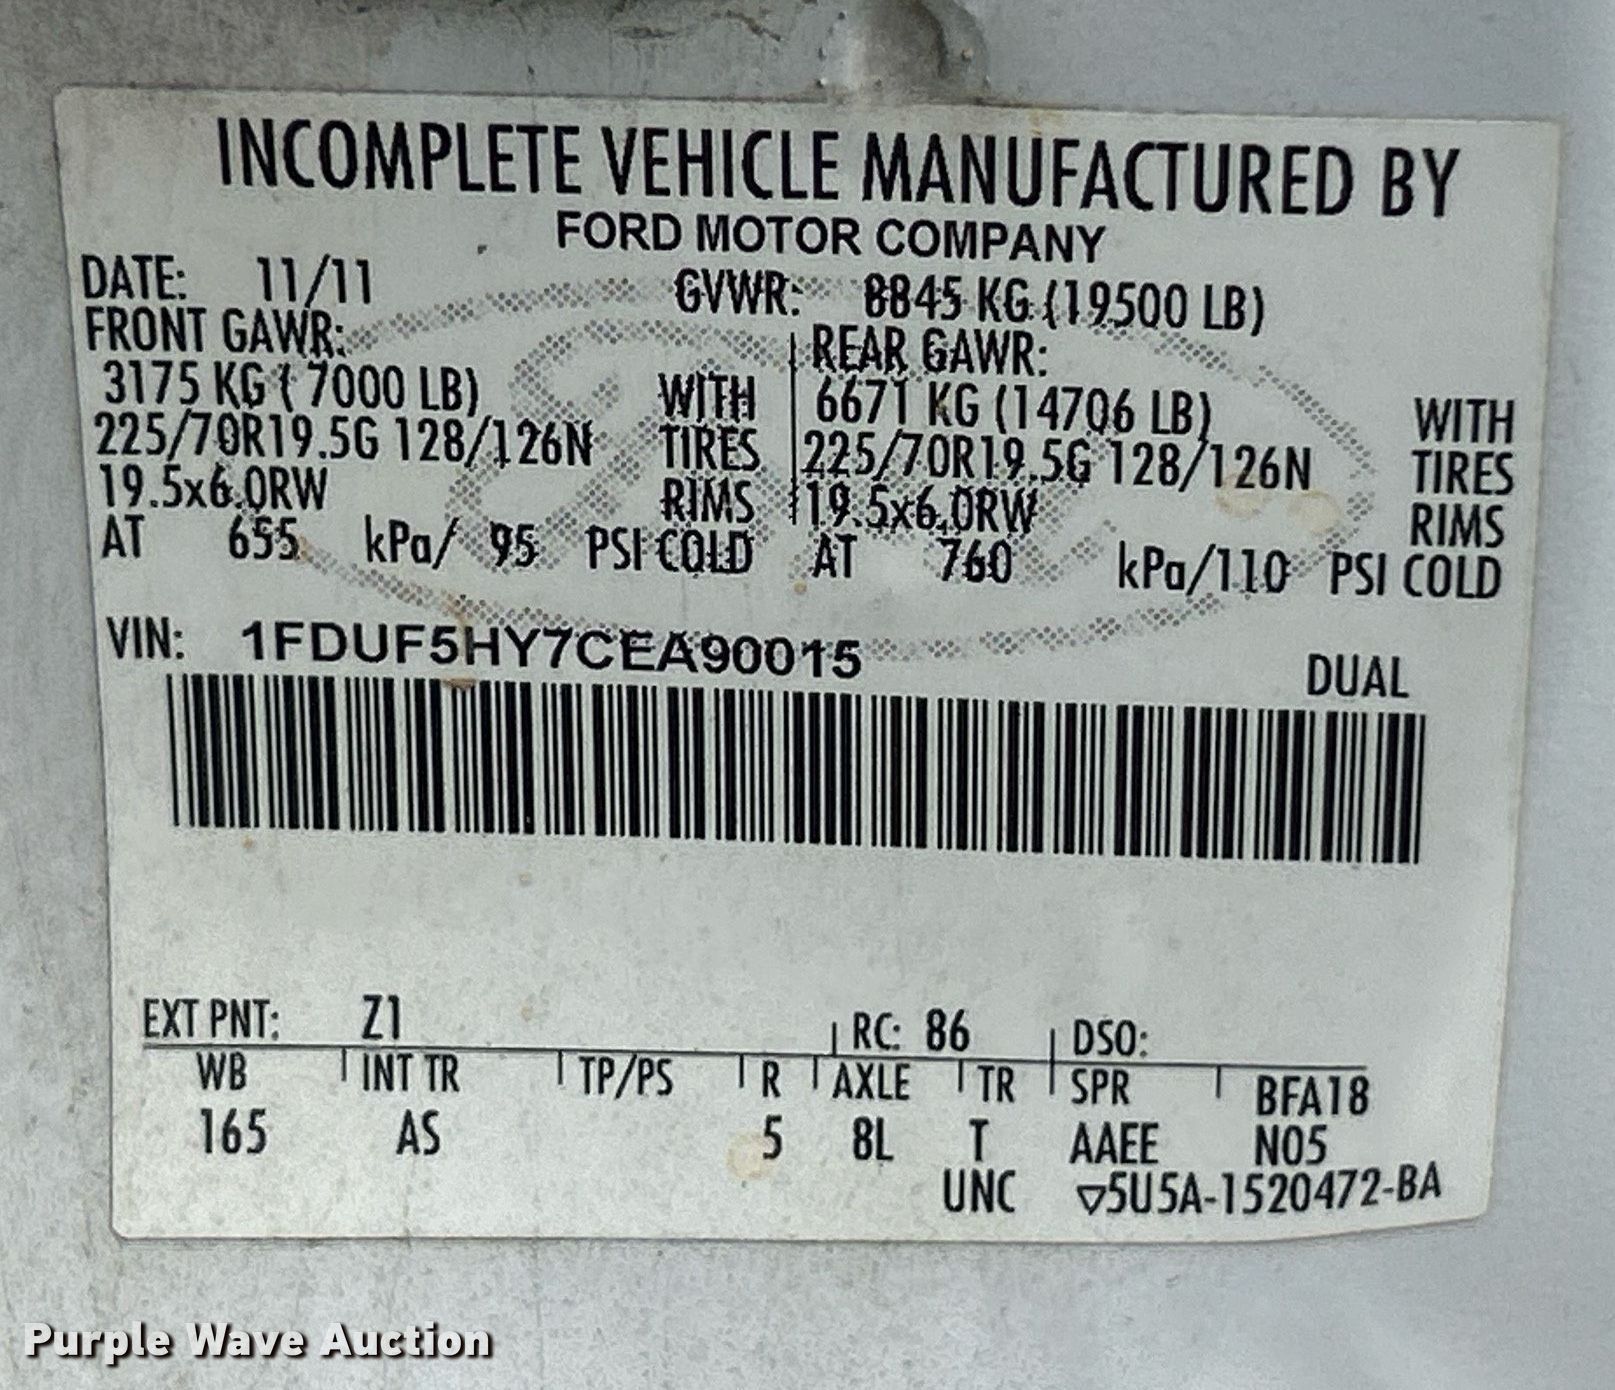 INCOMPLETE VEHICLE MANUFACTURED BY
FORD MOTOR COMPANY
DATE: 11/11 GVWR: 8845 KG (19500 LB)
FRONT GAWR: REAR GAWR:
3175 KG ( 7000 LB) WITH 6671 KG (14706 LB) WITH
225/70R19.5G 128/126N TIRES 225/70R19.5G 128/126N TIRES
19.5x6.0RW RIMS 19.5x6.0RW RIMS
AT 655 kPa/ 95 PSI COLD AT 760 kPa/110 PSI COLD
VIN: 1FDUF5HY7CEA90015
DUAL
EXT PNT: Z1 RC: 86 DSO:
WB INT TR TP/PS R AXLE TR SPR BFA18
165 AS 5 8L T AAEE N05
UNC ▽5U5A-1520472-BA
Purple Wave Auction